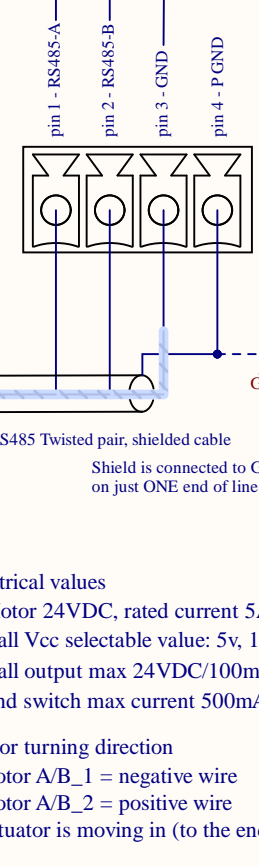 pin 1 - RS485-A
pin 2 - RS485-B
pin 3 - GND
pin 4 - P GND
S485 Twisted pair, shielded cable
Shield is connected to G
on just ONE end of line
trical values
otor 24VDC, rated current 5A
all Vcc selectable value: 5v, 1
all output max 24VDC/100m
nd switch max current 500mA
or turning direction
otor A/B_1 = negative wire
otor A/B_2 = positive wire
tuator is moving in (to the en